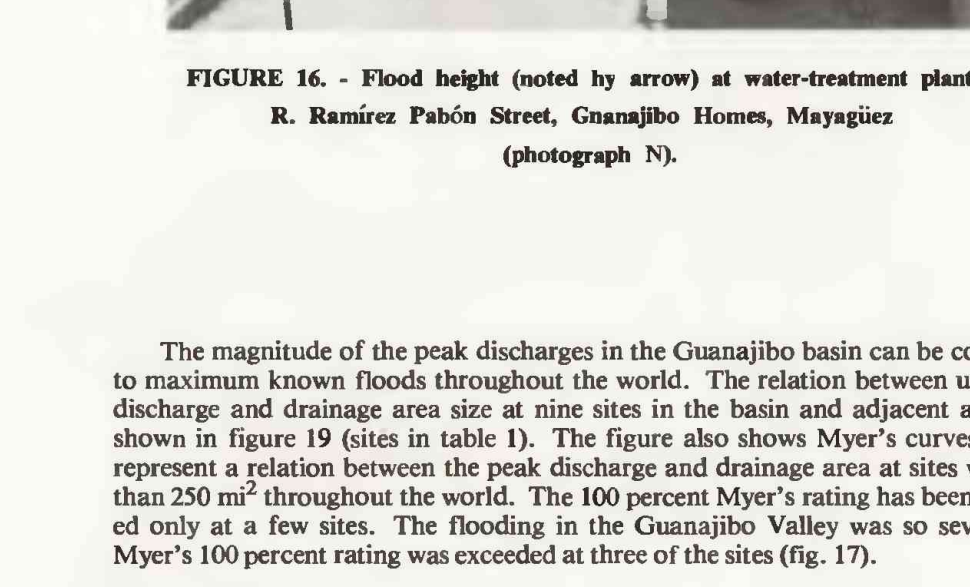 FIGURE 16. - Flood height (noted hy arrow) at water-treatment plant
R. Ramírez Pabón Street, Gnanajibo Homes, Mayagüez
(photograph N).
The magnitude of the peak discharges in the Guanajibo basin can be
to maximum known floods throughout the world. The relation between
discharge and drainage area size at nine sites in the basin and adjacent
shown in figure 19 (sites in table 1). The figure also shows Myer's curves
represent a relation between the peak discharge and drainage area at sites
than 250 mi² throughout the world. The 100 percent Myer's rating has been
ed only at a few sites. The flooding in the Guanajibo Valley was so
Myer's 100 percent rating was exceeded at three of the sites (fig. 17).